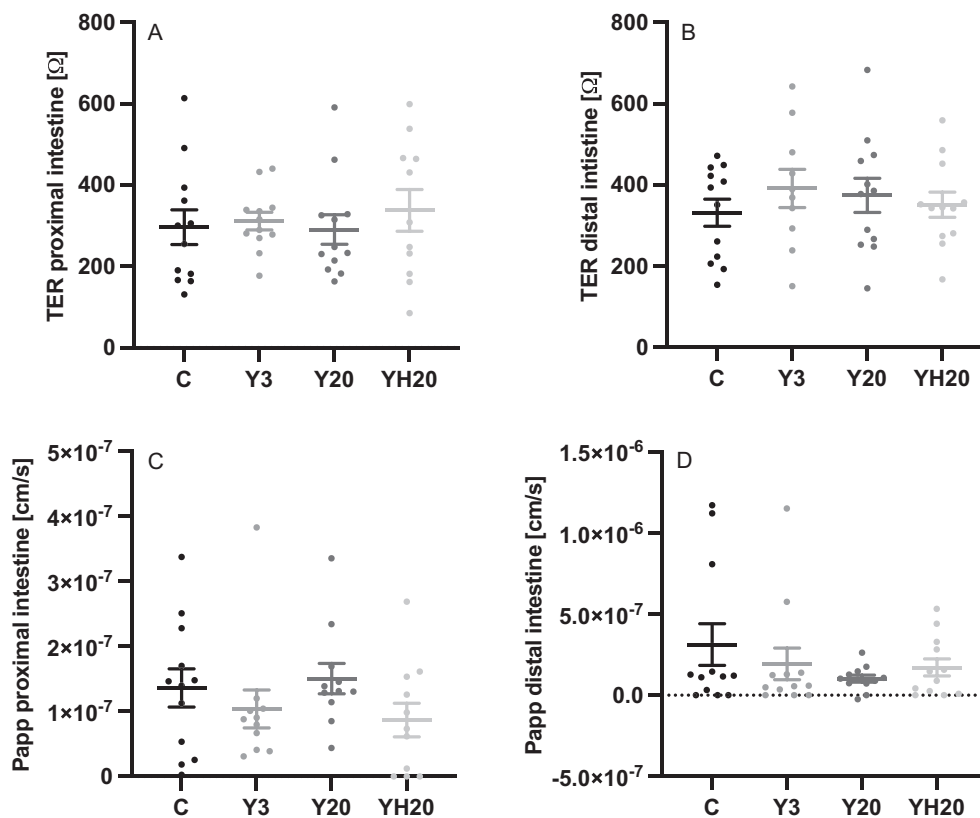 A
TER proximal intestine [Ω]
800
600
400
200
0
C Y3 Y20 YH20
B
TER distal intistine [Ω]
800
600
400
200
0
C Y3 Y20 YH20
C
Papp proximal intestine [cm/s]
5×10⁻⁷
4×10⁻⁷
3×10⁻⁷
2×10⁻⁷
1×10⁻⁷
0
C Y3 Y20 YH20
D
Papp distal intestine [cm/s]
1.5×10⁻⁶
1.0×10⁻⁶
5.0×10⁻⁷
0.0
-5.0×10⁻⁷
C Y3 Y20 YH20